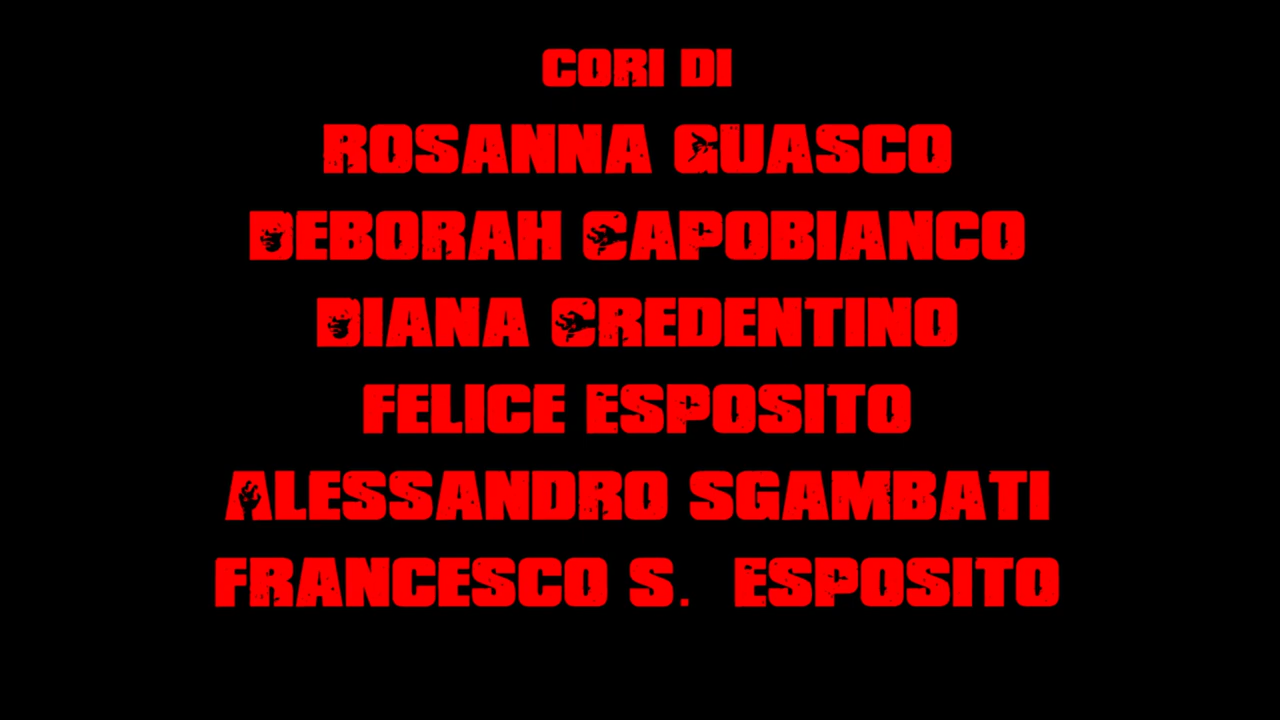 CORI DI
ROSANNA GUASCO
DEBORAH CAPOBIANCO
DIANA CREDENTINO
FELICE ESPOSITO
ALESSANDRO SGAMBATI
FRANCESCO S. ESPOSITO